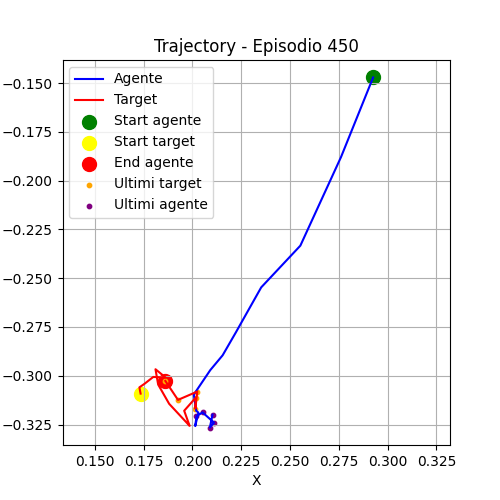 Trajectory - Episodio 450
Agente
Target
Start agente
Start target
End agente
Ultimi target
Ultimi agente
−0.150
−0.175
−0.200
−0.225
−0.250
−0.275
−0.300
−0.325
0.150 0.175 0.200 0.225 0.250 0.275 0.300 0.325
X